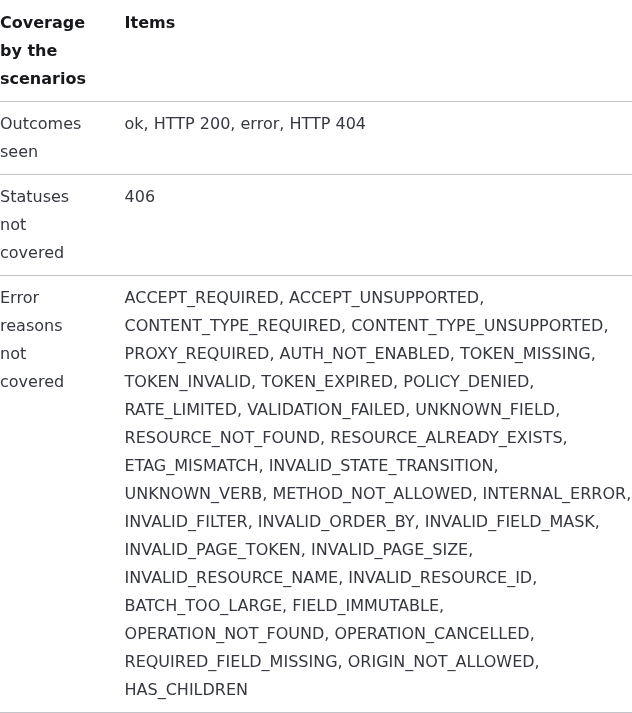 Coverage by the scenarios
Items
Outcomes seen
ok, HTTP 200, error, HTTP 404
Statuses not covered
406
Error reasons not covered
ACCEPT_REQUIRED, ACCEPT_UNSUPPORTED,
CONTENT_TYPE_REQUIRED, CONTENT_TYPE_UNSUPPORTED,
PROXY_REQUIRED, AUTH_NOT_ENABLED, TOKEN_MISSING,
TOKEN_INVALID, TOKEN_EXPIRED, POLICY_DENIED,
RATE_LIMITED, VALIDATION_FAILED, UNKNOWN_FIELD,
RESOURCE_NOT_FOUND, RESOURCE_ALREADY_EXISTS,
ETAG_MISMATCH, INVALID_STATE_TRANSITION,
UNKNOWN_VERB, METHOD_NOT_ALLOWED, INTERNAL_ERROR,
INVALID_FILTER, INVALID_ORDER_BY, INVALID_FIELD_MASK,
INVALID_PAGE_TOKEN, INVALID_PAGE_SIZE,
INVALID_RESOURCE_NAME, INVALID_RESOURCE_ID,
BATCH_TOO_LARGE, FIELD_IMMUTABLE,
OPERATION_NOT_FOUND, OPERATION_CANCELLED,
REQUIRED_FIELD_MISSING, ORIGIN_NOT_ALLOWED,
HAS_CHILDREN